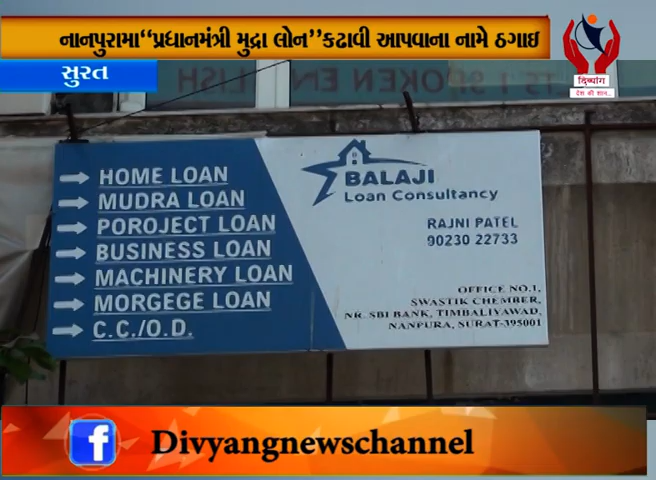 નાનપુરામા“પ્રધાનમંત્રી મુદ્રા લોન”કઢાવી આપવાના નામે ઠગાઇ
સુરત
दिव्यांग
देश की शान..
SPOKEN ENGLISH
BALAJI
Loan Consultancy
HOME LOAN
MUDRA LOAN
POROJECT LOAN
BUSINESS LOAN
MACHINERY LOAN
MORGEGE LOAN
C.C./O.D.
RAJNI PATEL
90230 22733
OFFICE NO.1,
SWASTIK CHEMBER,
NR. SBI BANK, TIMBALIYAWAD,
NANPURA, SURAT-395001
Divyangnewschannel